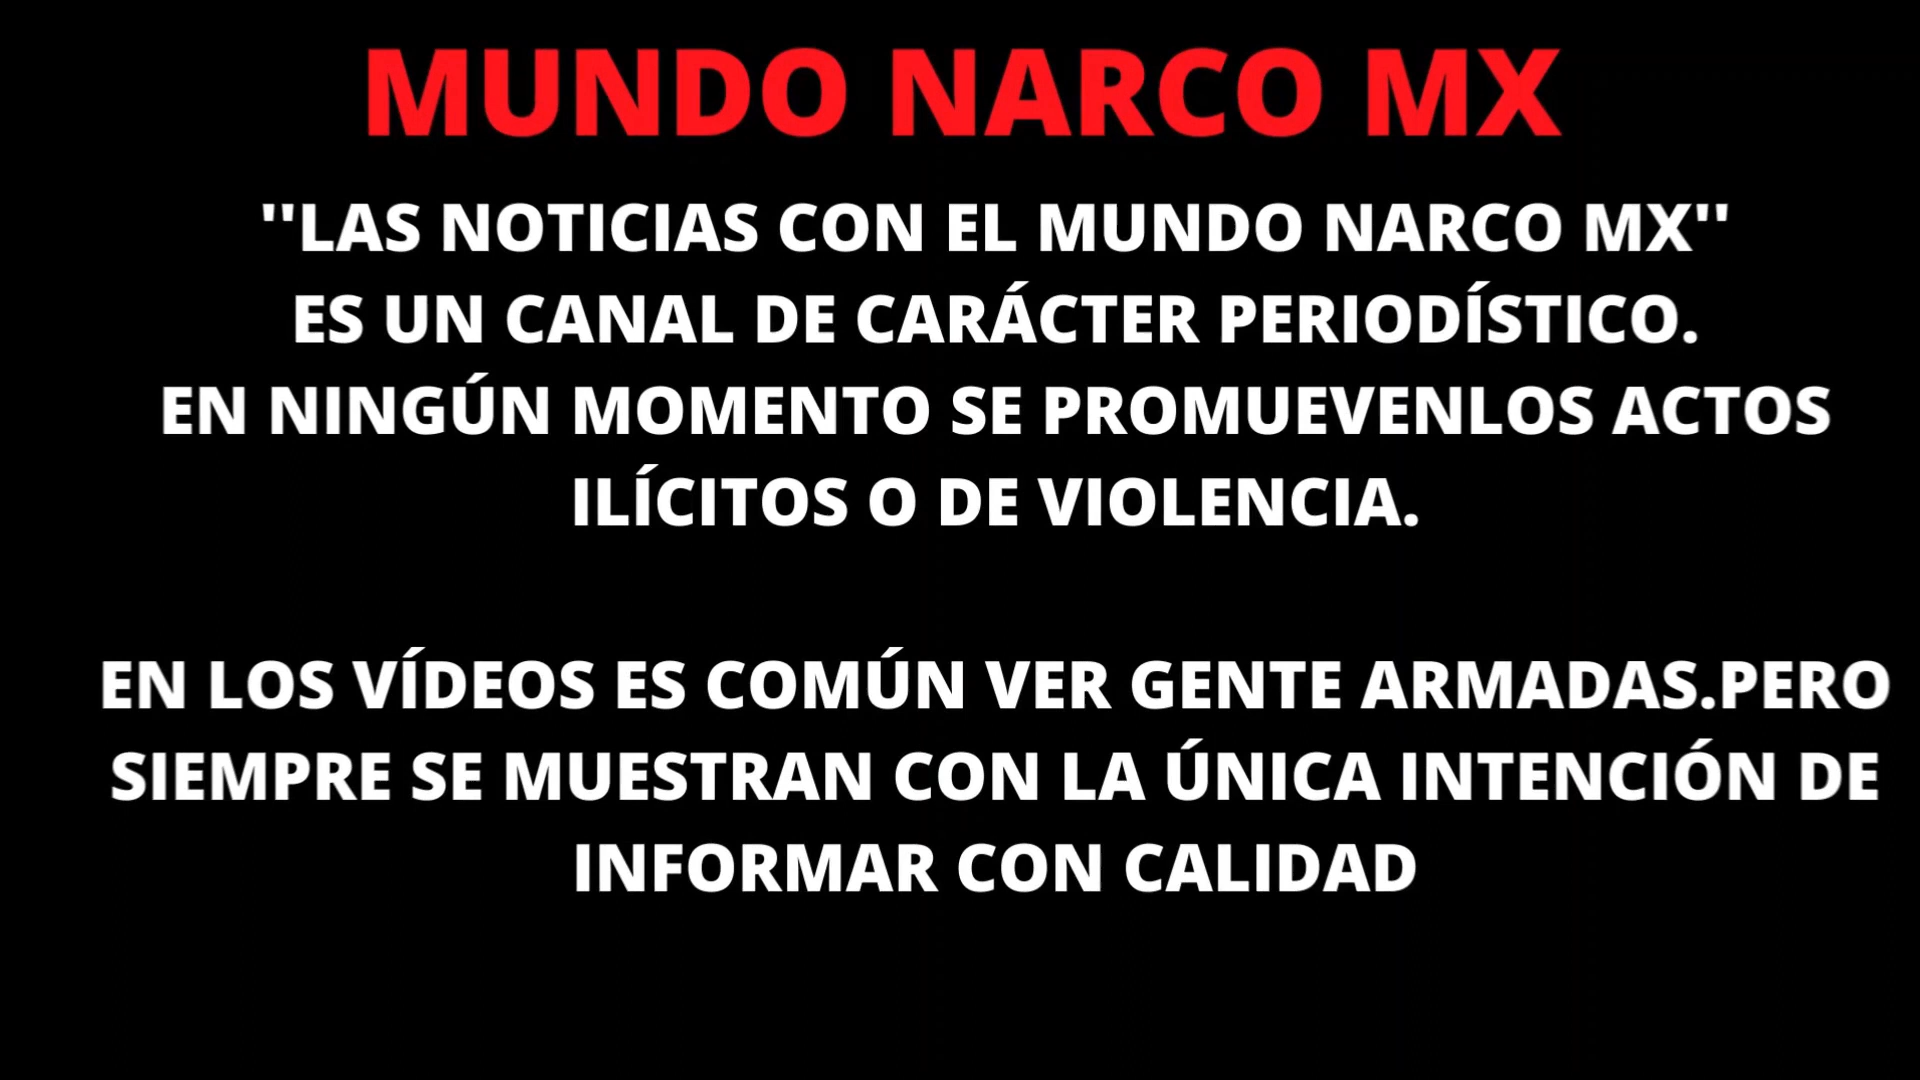 MUNDO NARCO MX
''LAS NOTICIAS CON EL MUNDO NARCO MX''
ES UN CANAL DE CARÁCTER PERIODÍSTICO.
EN NINGÚN MOMENTO SE PROMUEVENLOS ACTOS
ILÍCITOS O DE VIOLENCIA.
EN LOS VÍDEOS ES COMÚN VER GENTE ARMADAS.PERO
SIEMPRE SE MUESTRAN CON LA ÚNICA INTENCIÓN DE
INFORMAR CON CALIDAD